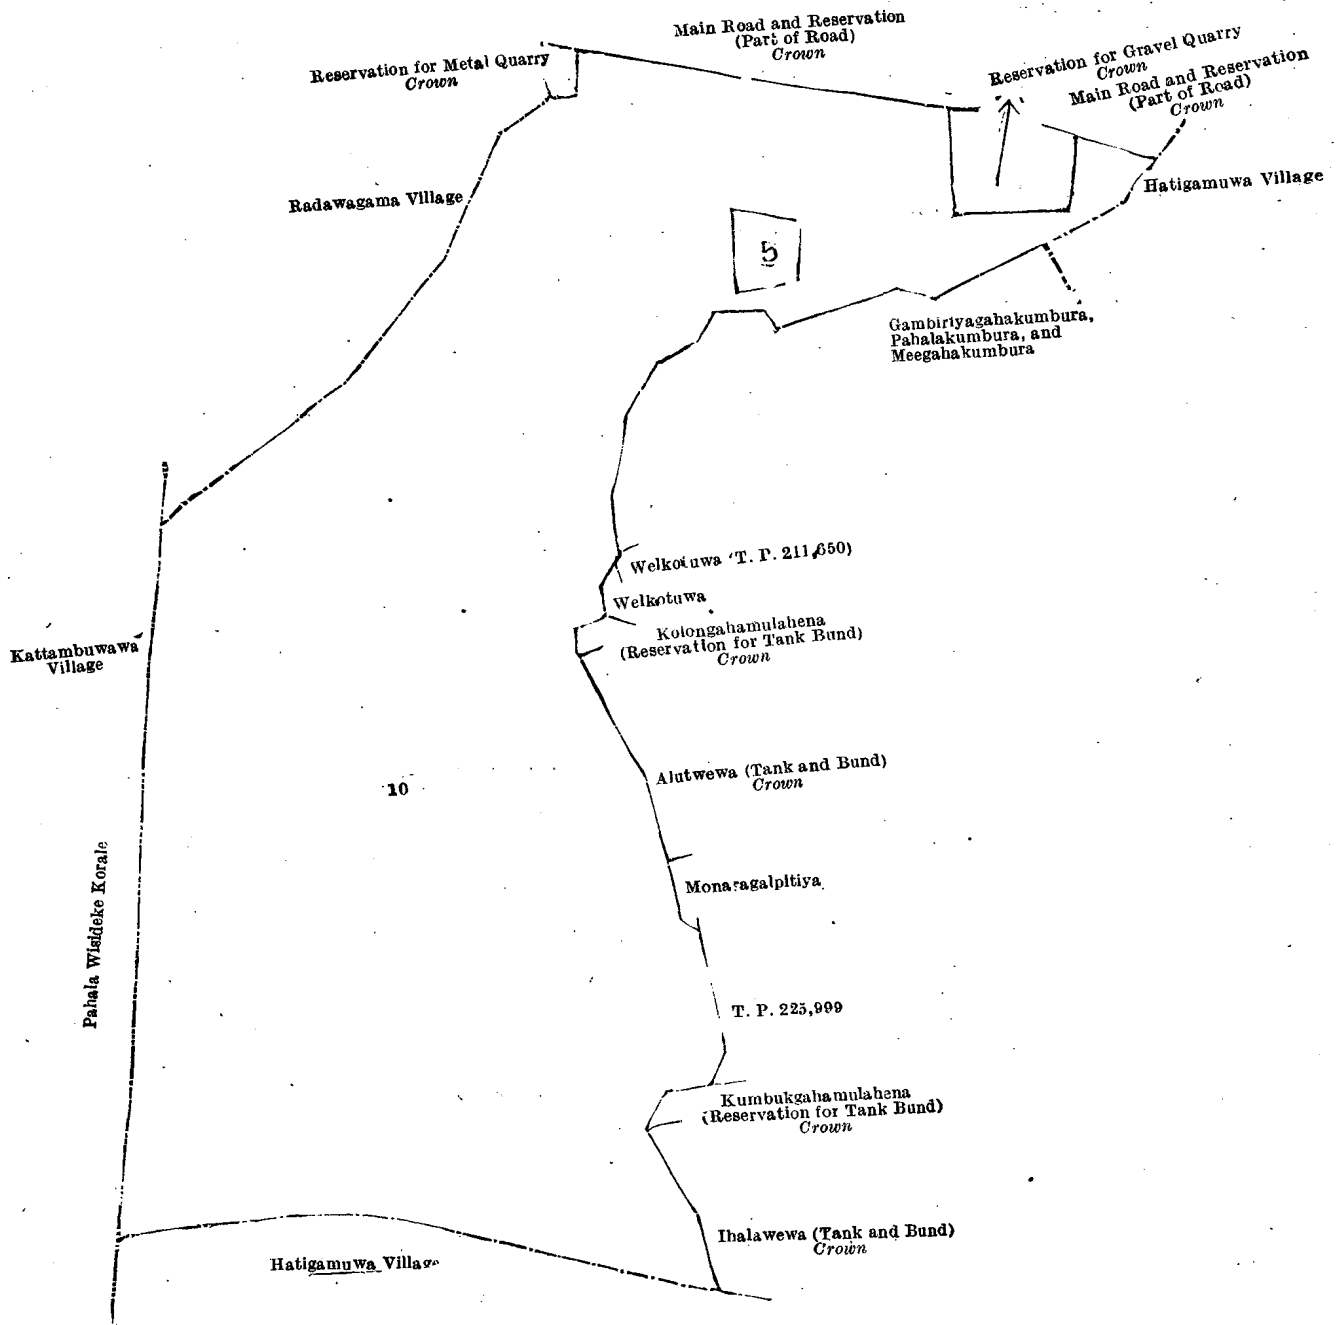 Main Road and Reservation
(Part of Road)
Crown
Reservation for Metal Quarry
Crown
Reservation for Gravel Quarry
Crown
Main Road and Reservation
(Part of Road)
Crown
Radawagama Village
Hatigamuwa Village
5
Gambiriyagahakumbura,
Pahalakumbura, and
Meegahakumbura
Welkotuwa (T. P. 211,650)
Welkotuwa
Kolongahamulahena
(Reservation for Tank Bund)
Crown
Kattambuwawa
Village
Alutwewa (Tank and Bund)
Crown
10
Monaragalpitiya
Pahala Wisideke Korale
T. P. 225,999
Kumbukgahamulahena
(Reservation for Tank Bund)
Crown
Ihalawewa (Tank and Bund)
Crown
Hatigamuwa Village